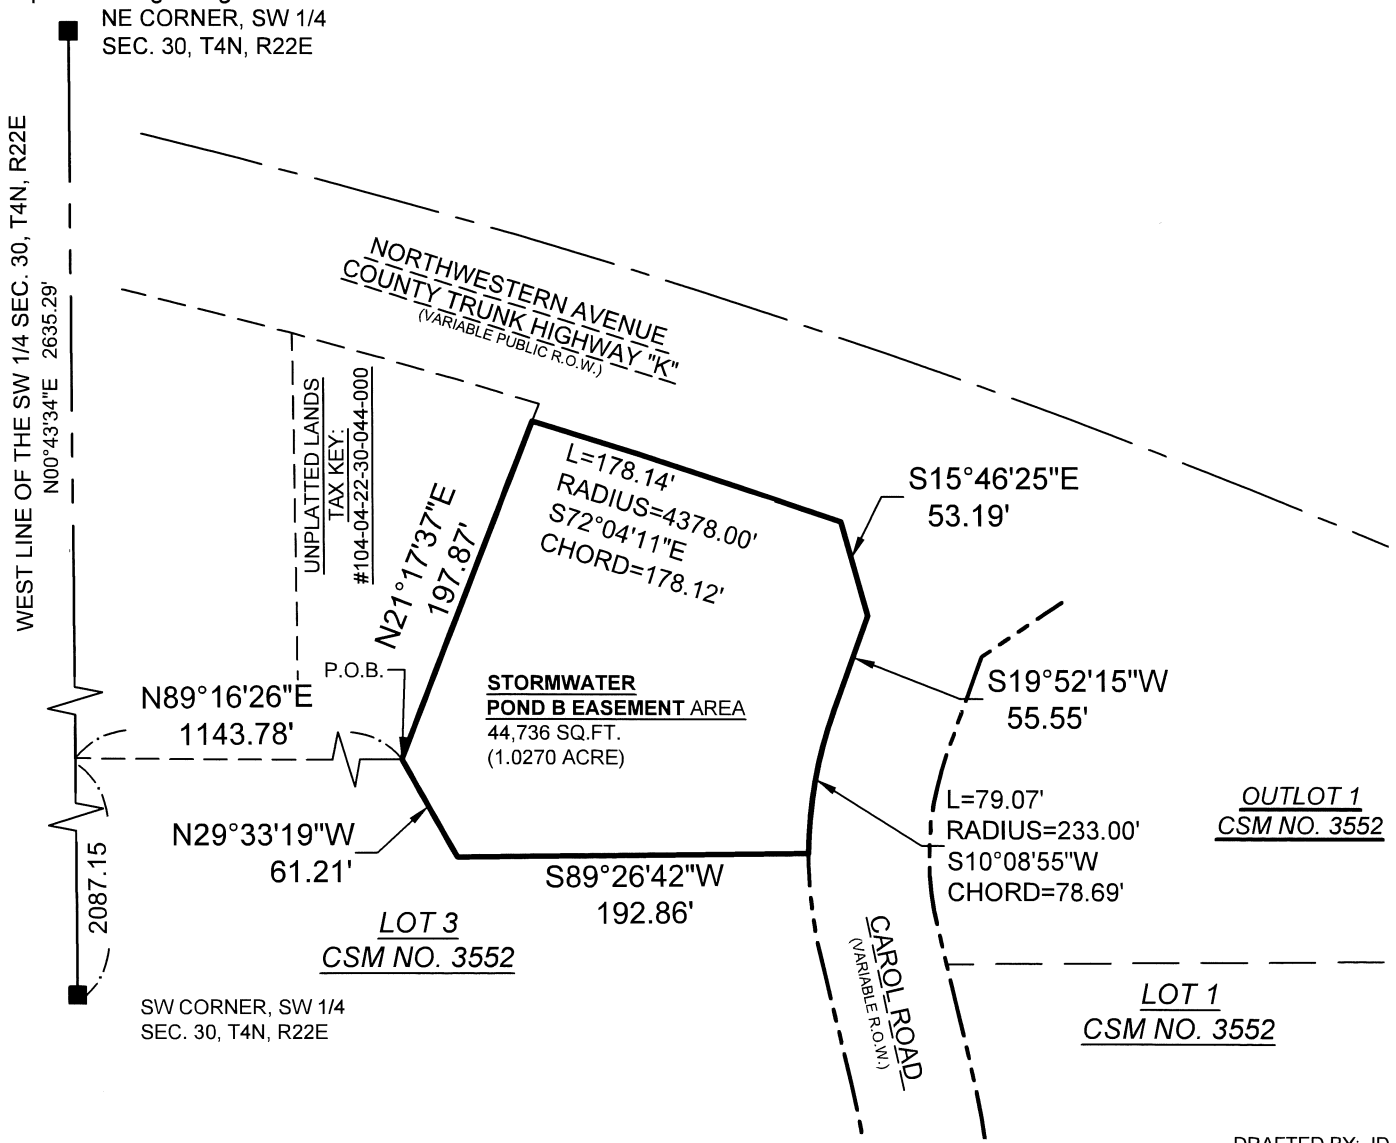 NE CORNER, SW 1/4
SEC. 30, T4N, R22E
WEST LINE OF THE SW 1/4 SEC. 30, T4N, R22E
N00°43'34"E 2635.29'
NORTHWESTERN AVENUE
COUNTY TRUNK HIGHWAY "K"
(VARIABLE PUBLIC R.O.W.)
UNPLATTED LANDS
TAX KEY:
#104-04-22-30-044-000
L=178.14'
RADIUS=4378.00'
S72°04'11"E
CHORD=178.12'
S15°46'25"E
53.19'
N21°17'37"E
197.87'
P.O.B.
N89°16'26"E
1143.78'
STORMWATER
POND B EASEMENT AREA
44,736 SQ.FT.
(1.0270 ACRE)
S19°52'15"W
55.55'
L=79.07'
RADIUS=233.00'
S10°08'55"W
CHORD=78.69'
OUTLOT 1
CSM NO. 3552
N29°33'19"W
61.21'
S89°26'42"W
192.86'
2087.15
LOT 3
CSM NO. 3552
CAROL ROAD
(VARIABLE R.O.W.)
LOT 1
CSM NO. 3552
SW CORNER, SW 1/4
SEC. 30, T4N, R22E